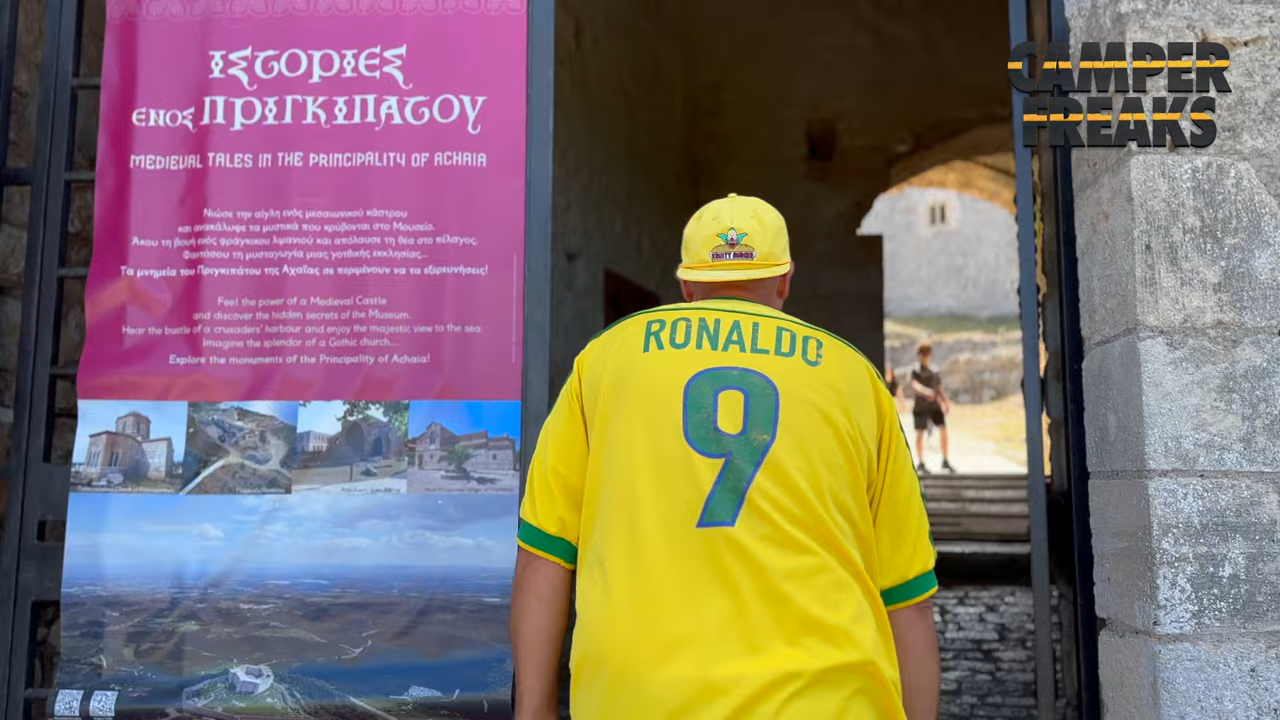 ΙΣΤΟΡΙΕΣ
ΕΝΟΣ ΠΡΙΓΚΙΠΑΤΟΥ
MEDIEVAL TALES IN THE PRINCIPALITY OF ACHAIA
Νιώσε την αίγλη ενός μεσαιωνικού κάστρου
και ανακάλυψε τα μυστικά που κρύβονται στο Μουσείο.
Άκου τη βουή ενός φράγκικου λιμανιού και απόλαυσε τη θέα στο πέλαγος.
Φαντάσου τη μυσταγωγία μιας γοτθικής εκκλησίας...
Τα μνημεία του Πριγκιπάτου της Αχαΐας σε περιμένουν να τα εξερευνήσεις!
Feel the power of a Medieval Castle
and discover the hidden secrets of the Museum.
Hear the bustle of a crusaders' harbour and enjoy the majestic view to the sea.
Imagine the splendor of a Gothic church...
Explore the monuments of the Principality of Achaia!
BURGER
RONALDO
9
CAMPER
FREAKS